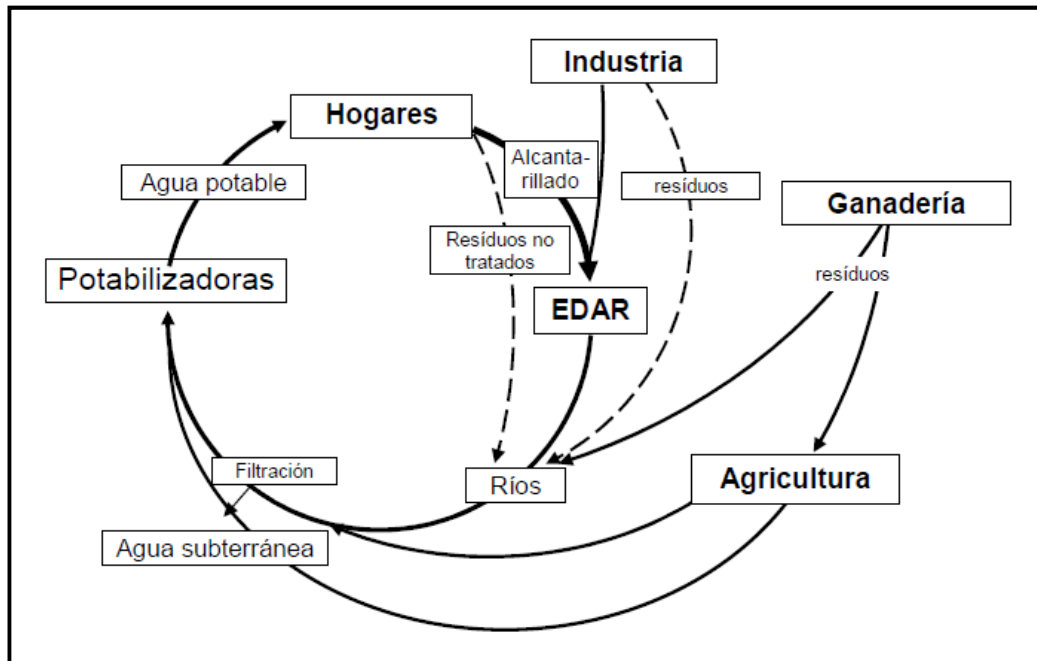 Industria
Hogares
Alcanta-
rillado
resíduos
Agua potable
Ganadería
Resíduos no
tratados
Potabilizadoras
resíduos
EDAR
Filtración
Ríos
Agricultura
Agua subterránea